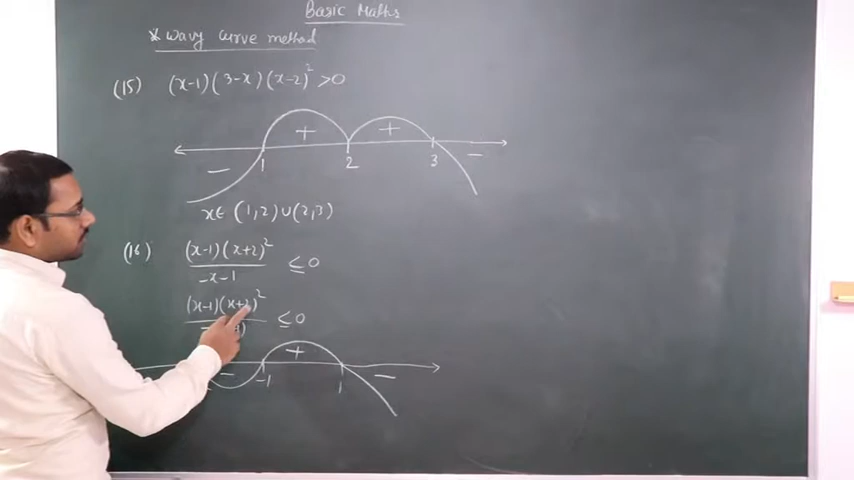 Basic Maths
* Wavy Curve method
(15) (x-1)(3-x)(x-2)² >0
+ +
- 1 2 3 -
x∈ (1,2)∪(2,3)
(16) (x-1)(x+2)² / -x-1 ≤0
(x-1)(x+2)² ≤0
+
- -1 1 -